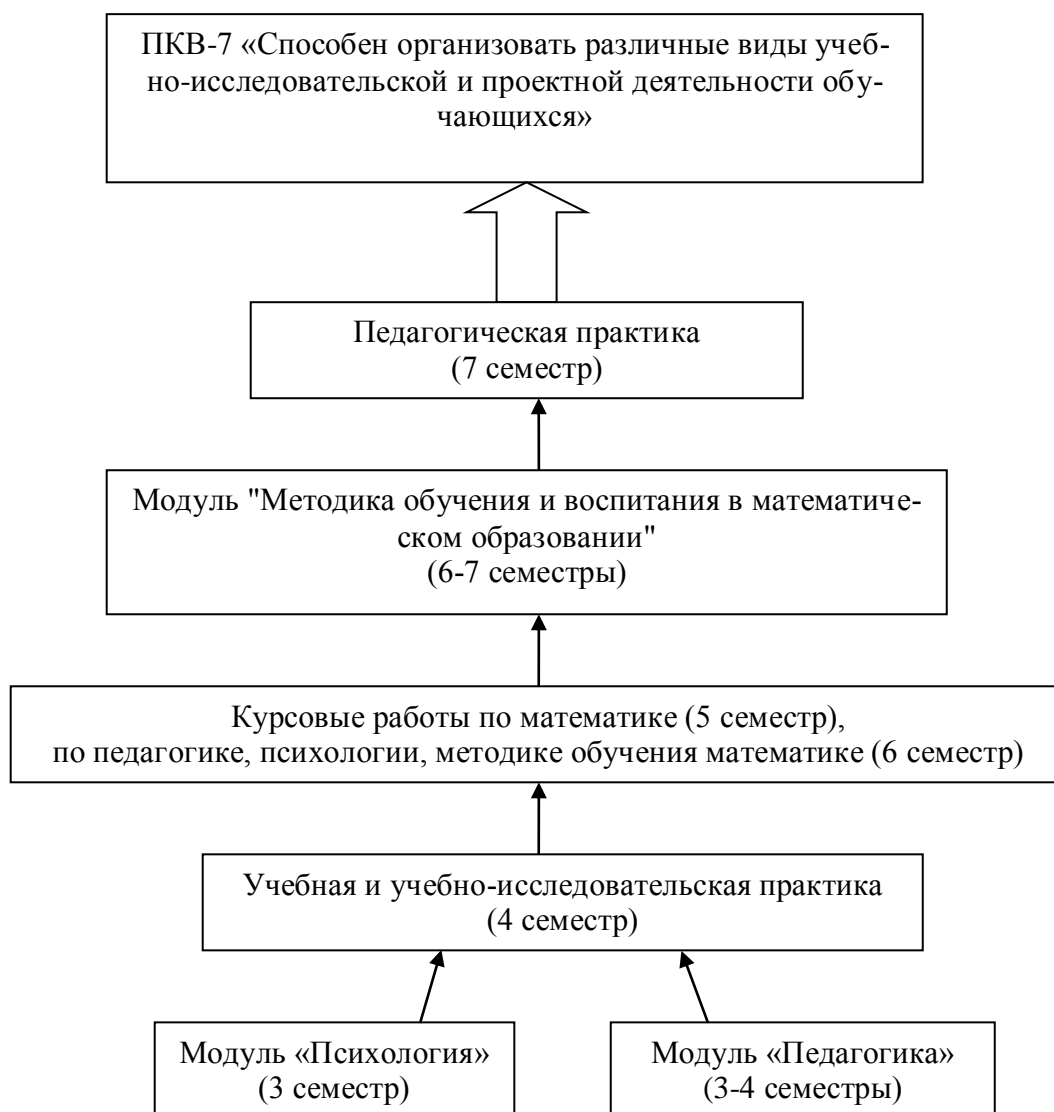 ПКВ-7 «Способен организовать различные виды учеб-
но-исследовательской и проектной деятельности обу-
чающихся»
Педагогическая практика
(7 семестр)
Модуль "Методика обучения и воспитания в математиче-
ском образовании"
(6-7 семестры)
Курсовые работы по математике (5 семестр),
по педагогике, психологии, методике обучения математике (6 семестр)
Учебная и учебно-исследовательская практика
(4 семестр)
Модуль «Психология»
(3 семестр)
Модуль «Педагогика»
(3-4 семестры)